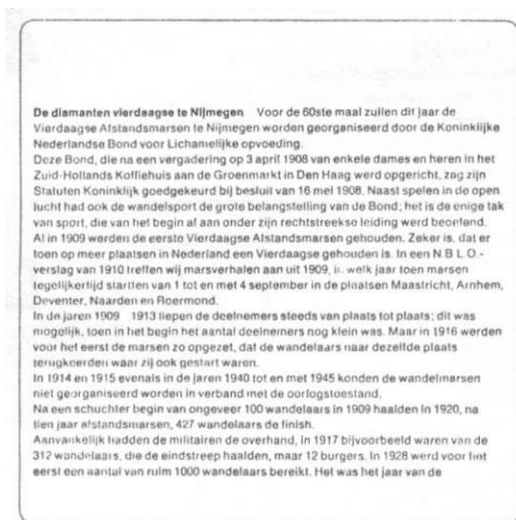 De diamanten vierdaagse te Nijmegen Voor de 60ste maal zullen dit jaar de
Vierdaagse Afstandsmarsen te Nijmegen worden georganiseerd door de Koninklijke
Nederlandse Bond voor Lichamelijke opvoeding.
Deze Bond, die na een vergadering op 3 april 1908 van enkele dames en heren in het
Zuid-Hollands Koffiehuis aan de Groenmarkt in Den Haag werd opgericht, zag zijn
Statuten Koninklijk goedgekeurd bij besluit van 16 mei 1908. Naast spelen in de open
lucht had ook de wandelsport de grote belangstelling van de Bond; het is de enige tak
van sport, die van het begin af aan onder zijn rechtstreekse leiding werd beoefend.
Al in 1909 werden de eerste Vierdaagse Afstandsmarsen gehouden. Zeker is, dat er
toen op meer plaatsen in Nederland een Vierdaagse gehouden is. In een N.B.L.O.-
verslag van 1910 treffen wij marsverhalen aan uit 1909, in welk jaar toen marsen
tegelijkertijd startten van 1 tot en met 4 september in de plaatsen Maastricht, Arnhem,
Deventer, Naarden en Roermond.
In de jaren 1909 1913 liepen de deelnemers steeds van plaats tot plaats; dit was
mogelijk, toen in het begin het aantal deelnemers nog klein was. Maar in 1916 werden
voor het eerst de marsen zo opgezet, dat de wandelaars naar dezelfde plaats
terugkeerden waar zij ook gestart waren.
In 1914 en 1915 evenals in de jaren 1940 tot en met 1945 konden de wandelmarsen
niet georganiseerd worden in verband met de oorlogstoestand.
Na een schuchter begin van ongeveer 100 wandelaars in 1909 haalden in 1920, na
tien jaar afstandsmarsen, 427 wandelaars de finish.
Aanvankelijk hadden de militairen de overhand, in 1917 bijvoorbeeld waren van de
312 wandelaars, die de eindstreep haalden, maar 12 burgers. In 1928 werd voor het
eerst een aantal van ruim 1000 wandelaars bereikt. Het was het jaar van de